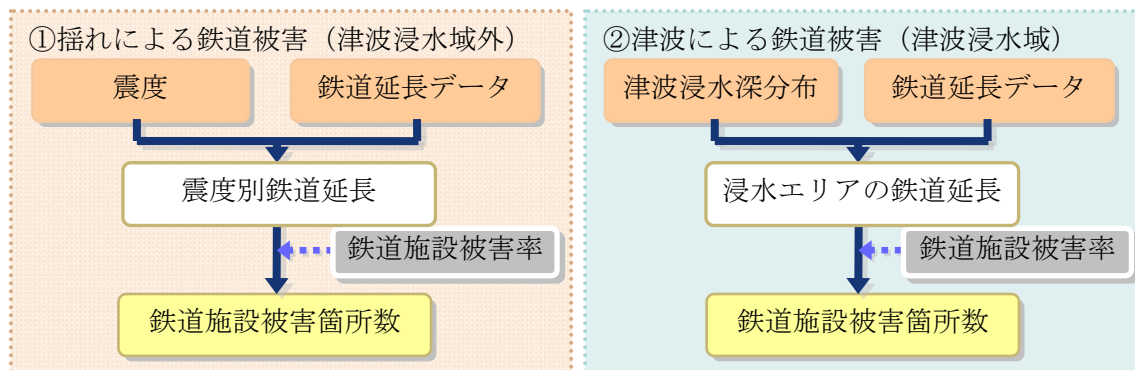 ①揺れによる鉄道被害（津波浸水域外）
震度
鉄道延長データ
震度別鉄道延長
鉄道施設被害率
鉄道施設被害箇所数
②津波による鉄道被害（津波浸水域）
津波浸水深分布
鉄道延長データ
浸水エリアの鉄道延長
鉄道施設被害率
鉄道施設被害箇所数